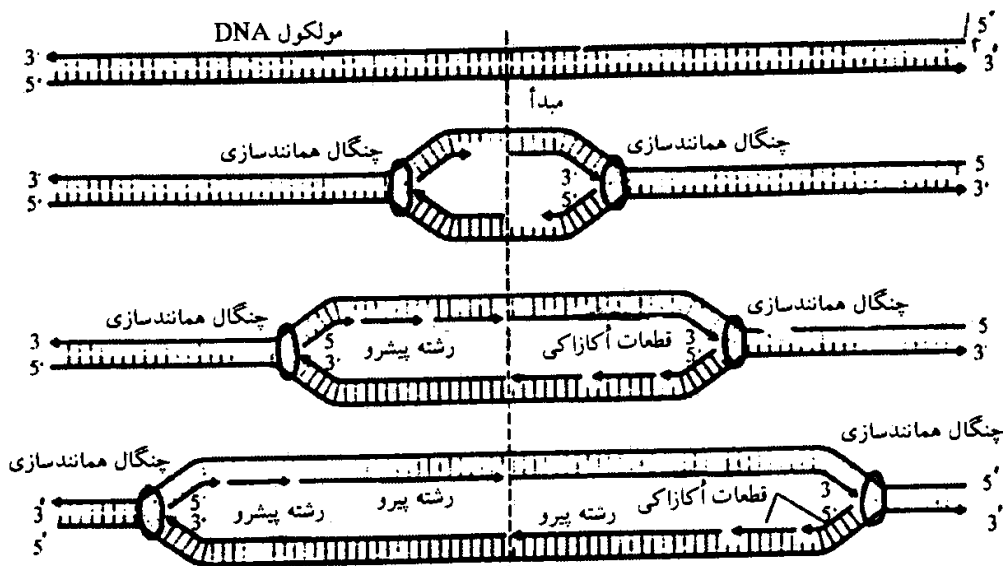 مولکول DNA
5′
3′
3′
5′
مبدأ
چنگال همانندسازی
چنگال همانندسازی
3′
5′
3′
5′
5
3′
چنگال همانندسازی
چنگال همانندسازی
3
5′
5
3′
رشته پیشرو
قطعات اُکازاکی
3
5′
5
3′
چنگال همانندسازی
چنگال همانندسازی
3′
5′
5
3′
رشته پیشرو
رشته پیرو
رشته پیرو
قطعات اُکازاکی
3
5′
5′
3′